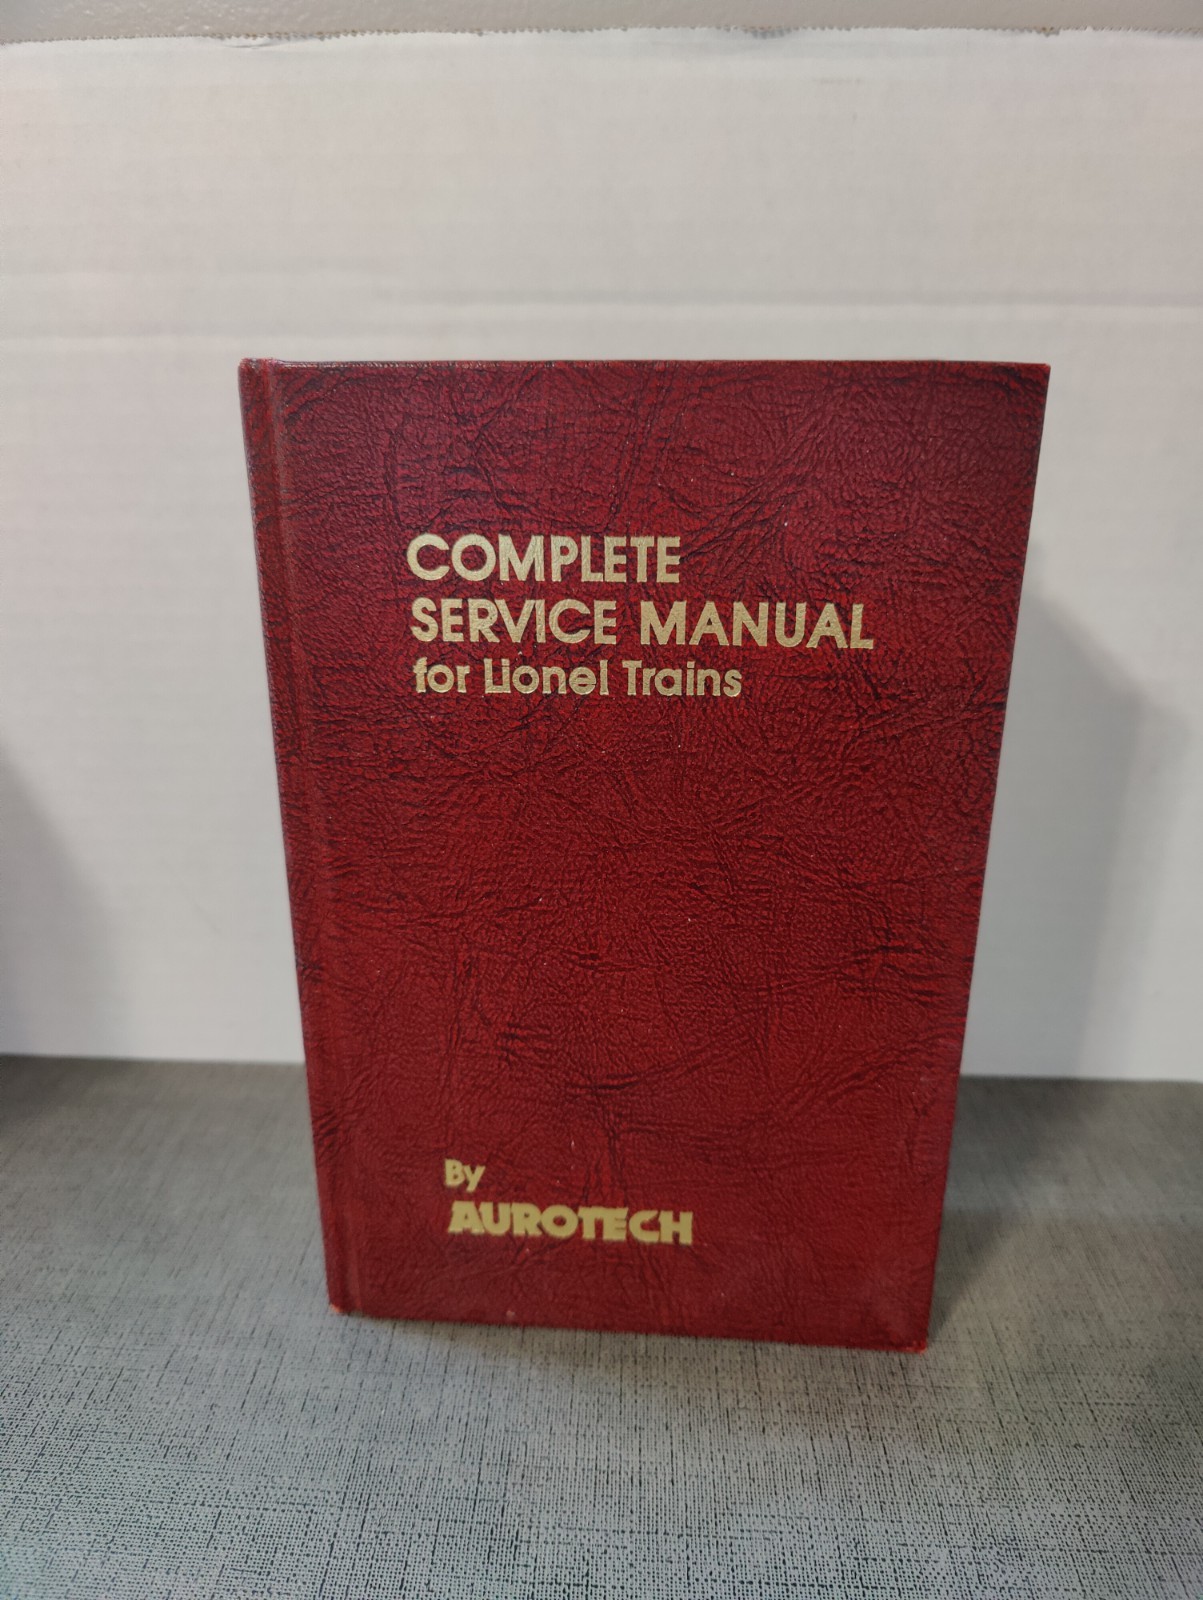 COMPLETE
SERVICE MANUAL
for Lionel Trains
By
AUROTECH